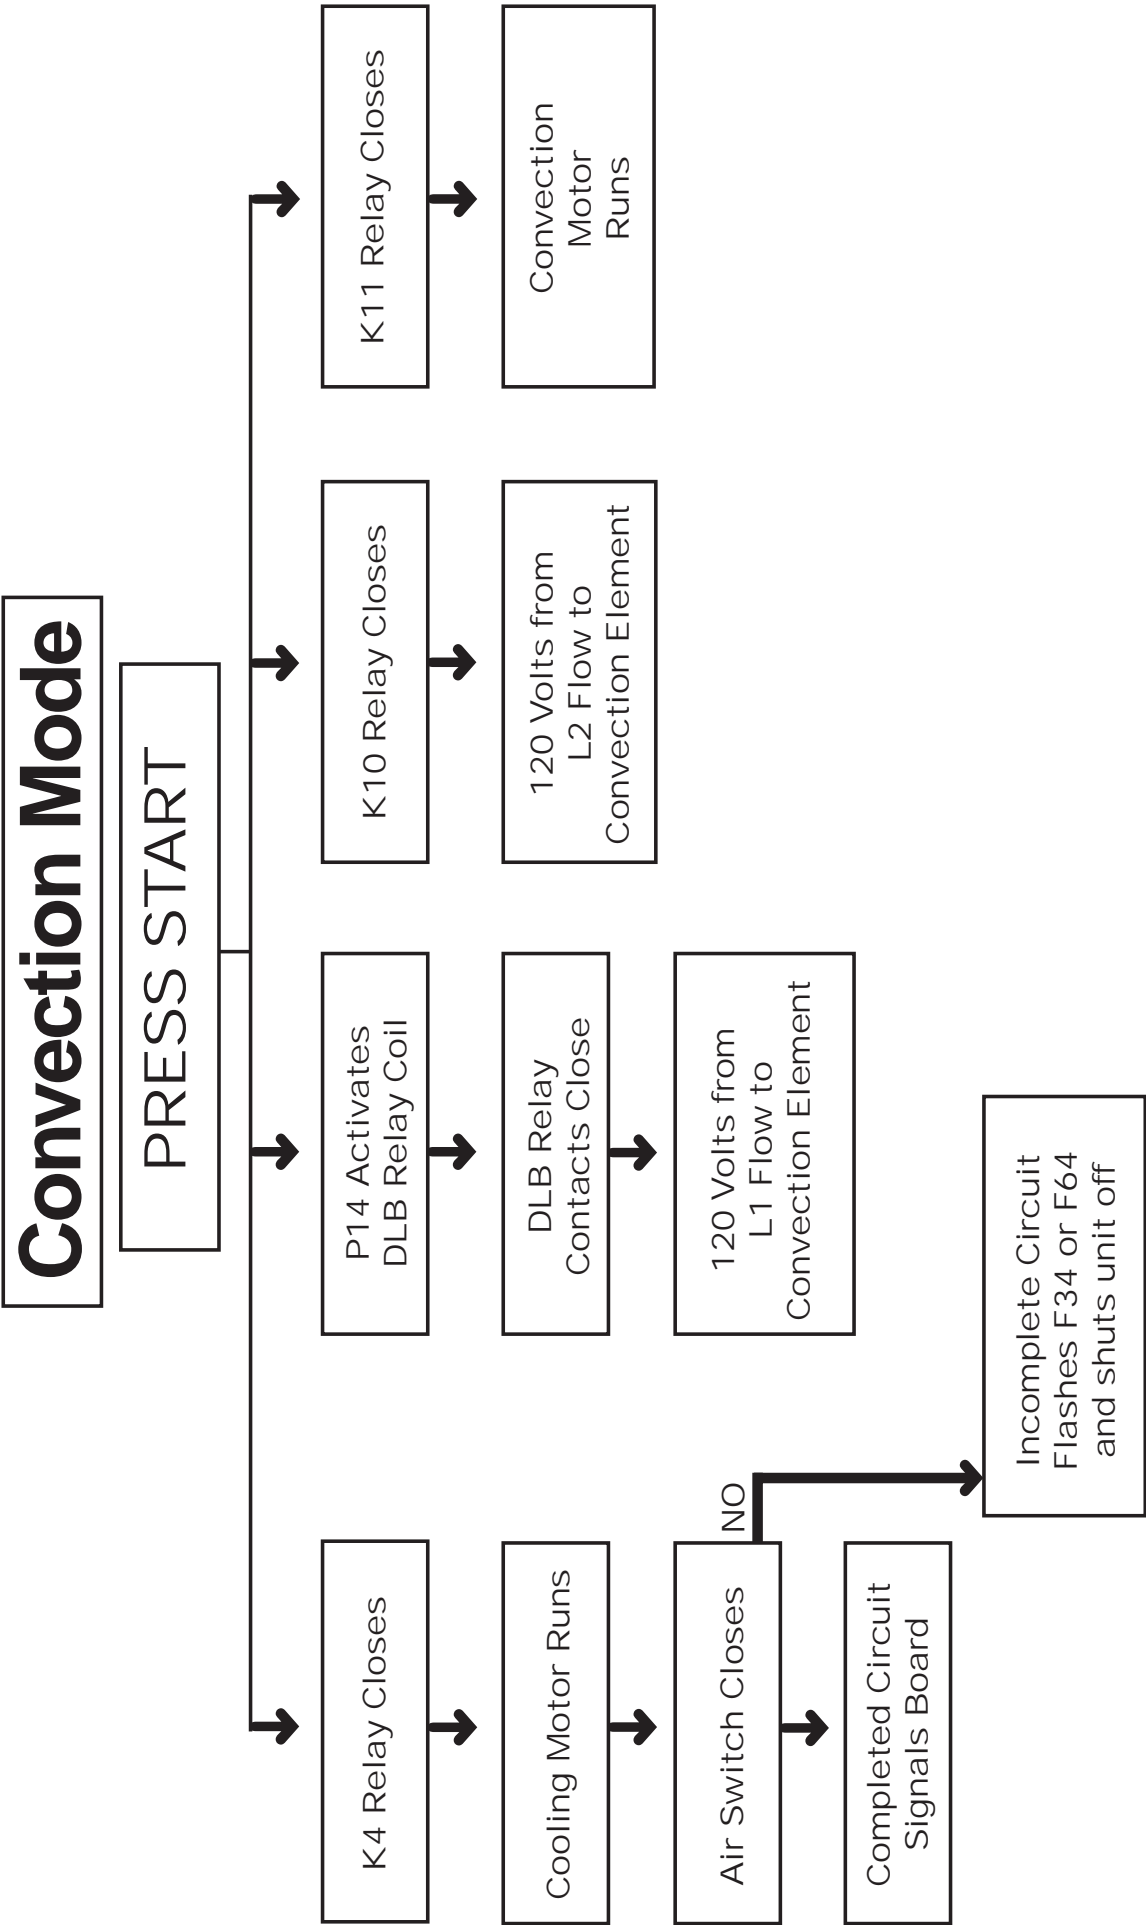 Convection Mode
PRESS START
K4 Relay Closes
Cooling Motor Runs
Air Switch Closes
NO
Completed Circuit
Signals Board
Incomplete Circuit
Flashes F34 or F64
and shuts unit off
P14 Activates
DLB Relay Coil
DLB Relay
Contacts Close
120 Volts from
L1 Flow to
Convection Element
K10 Relay Closes
120 Volts from
L2 Flow to
Convection Element
K11 Relay Closes
Convection
Motor
Runs